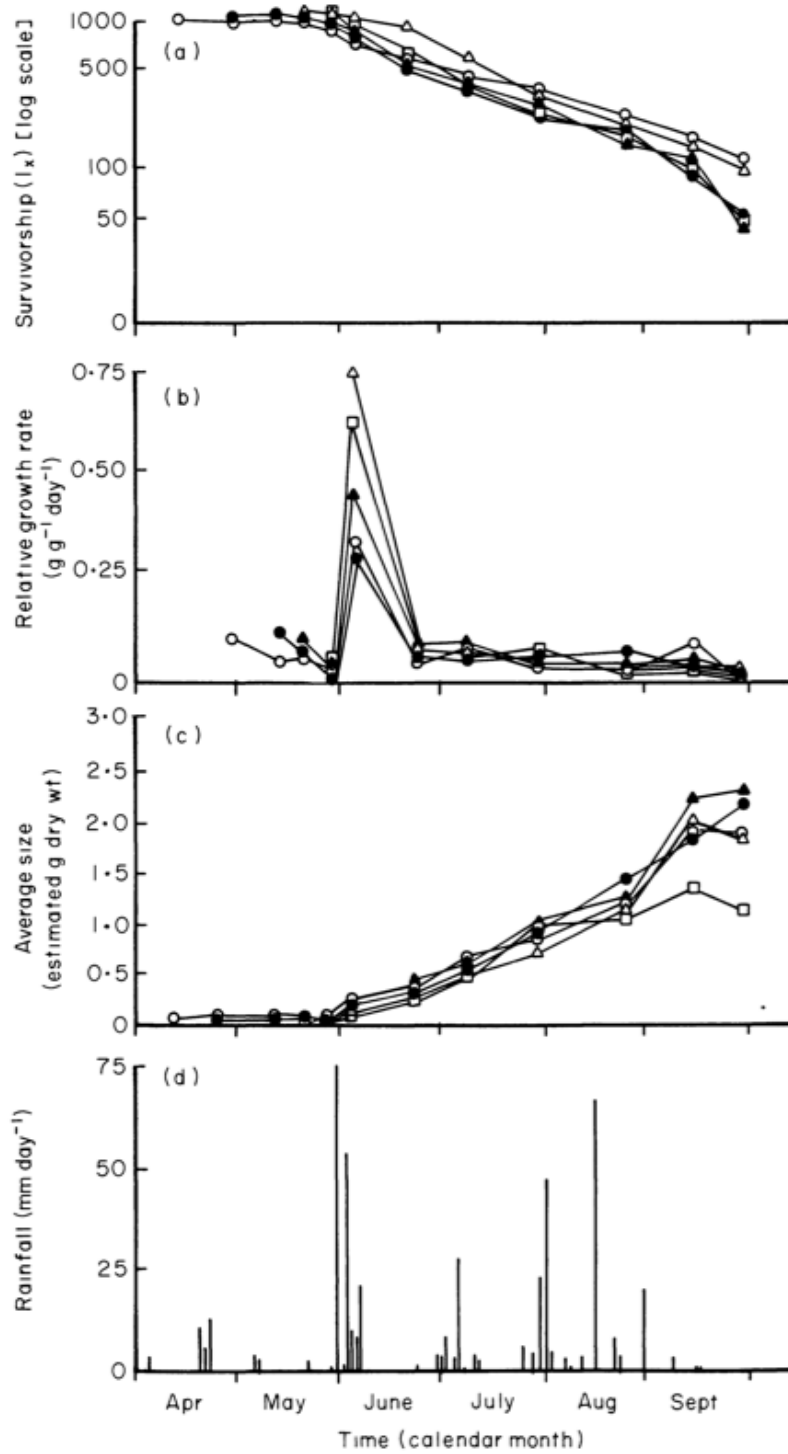 Survivorship (lx) [log scale]
1000
500
100
50
0
(a)
Relative growth rate
(g g⁻¹ day⁻¹)
0·75
0·50
0·25
0
(b)
Average size
(estimated g dry wt)
3·0
2·5
2·0
1·5
1·0
0·5
0
(c)
Rainfall (mm day⁻¹)
75
50
25
0
(d)
Apr May June July Aug Sept
Time (calendar month)